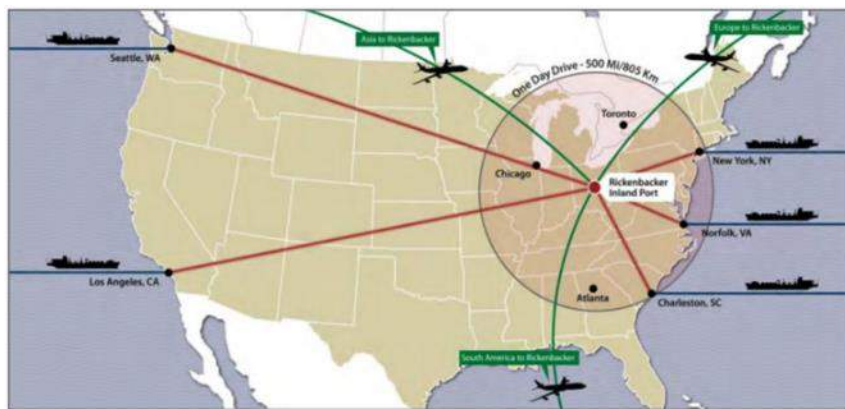 Asia to Rickenbacker
Europe to Rickenbacker
Seattle, WA
One Day Drive - 500 Mi/805 Km
Toronto
Chicago
New York, NY
Rickenbacker
Inland Port
Norfolk, VA
Los Angeles, CA
Atlanta
Charleston, SC
South America to Rickenbacker